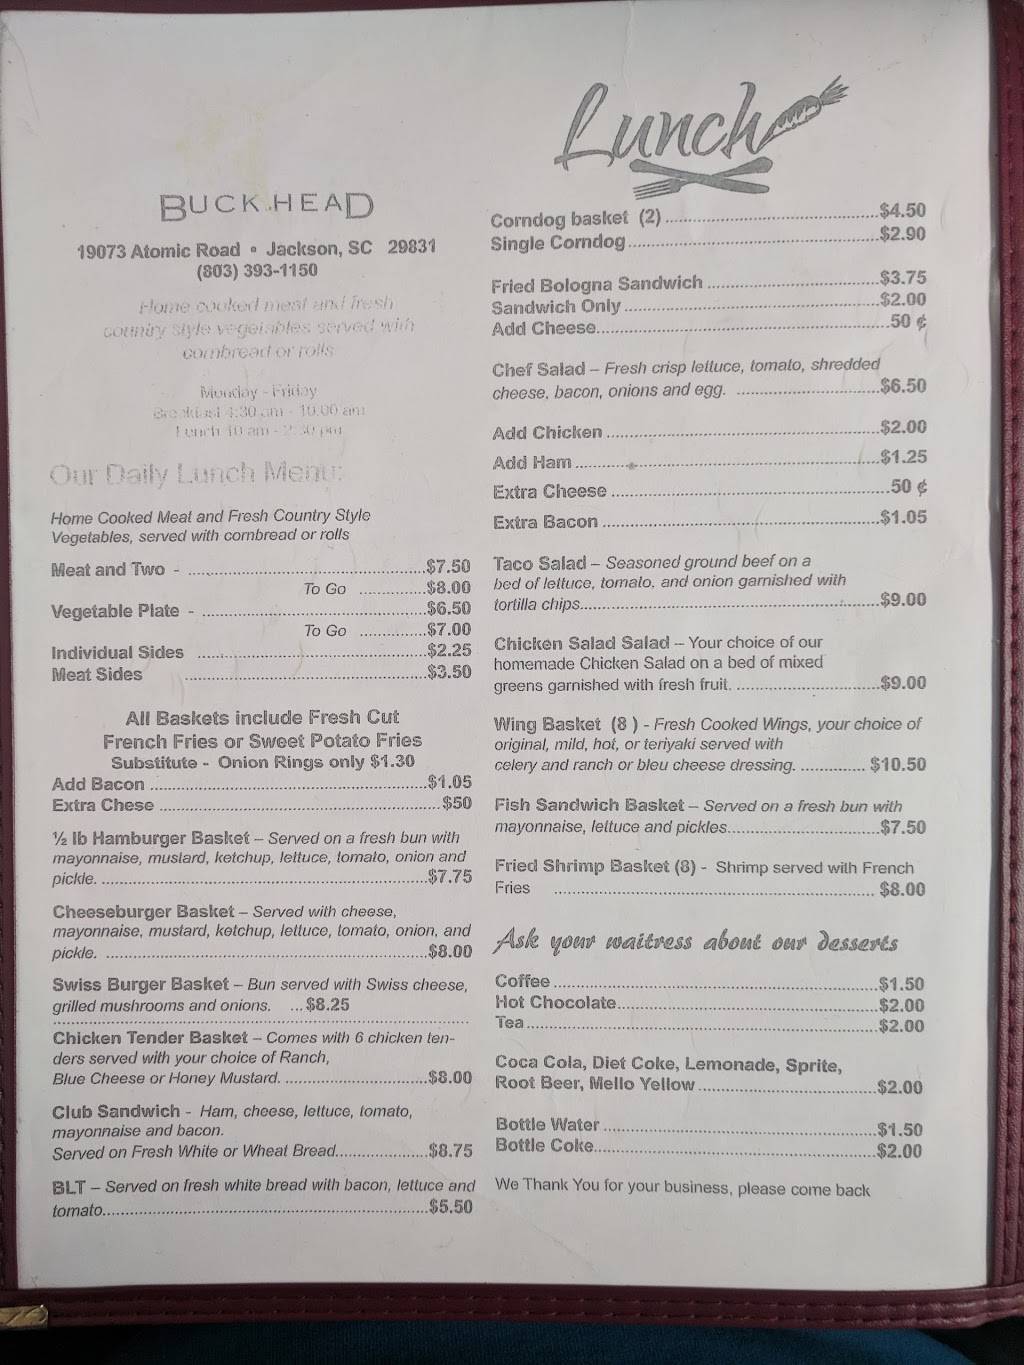 BUCK HEAD
19073 Atomic Road • Jackson, SC 29831
(803) 393-1150
Home cooked meat and fresh
country style vegetables served with
cornbread or rolls
Monday - Friday
Breakfast 4:30 am - 10:00 am
Lunch 10 am - 2:30 pm
Our Daily Lunch Menu:
Home Cooked Meat and Fresh Country Style
Vegetables, served with cornbread or rolls
Meat and Two - ........ $7.50
To Go ........ $8.00
Vegetable Plate - ........ $6.50
To Go ........ $7.00
Individual Sides ........ $2.25
Meat Sides ........ $3.50
All Baskets include Fresh Cut
French Fries or Sweet Potato Fries
Substitute - Onion Rings only $1.30
Add Bacon ........ $1.05
Extra Chese ........ $50
½ lb Hamburger Basket – Served on a fresh bun with
mayonnaise, mustard, ketchup, lettuce, tomato, onion and
pickle. ........ $7.75
Cheeseburger Basket – Served with cheese,
mayonnaise, mustard, ketchup, lettuce, tomato, onion, and
pickle. ........ $8.00
Swiss Burger Basket – Bun served with Swiss cheese,
grilled mushrooms and onions. ...$8.25
Chicken Tender Basket – Comes with 6 chicken ten-
ders served with your choice of Ranch,
Blue Cheese or Honey Mustard. ........ $8.00
Club Sandwich - Ham, cheese, lettuce, tomato,
mayonnaise and bacon.
Served on Fresh White or Wheat Bread........ $8.75
BLT – Served on fresh white bread with bacon, lettuce and
tomato........ $5.50
Lunch
Corndog basket (2) ........ $4.50
Single Corndog ........ $2.90
Fried Bologna Sandwich ........ $3.75
Sandwich Only ........ $2.00
Add Cheese........ 50 ¢
Chef Salad – Fresh crisp lettuce, tomato, shredded
cheese, bacon, onions and egg. ........ $6.50
Add Chicken ........ $2.00
Add Ham ........ $1.25
Extra Cheese ........ 50 ¢
Extra Bacon ........ $1.05
Taco Salad – Seasoned ground beef on a
bed of lettuce, tomato, and onion garnished with
tortilla chips........ $9.00
Chicken Salad Salad – Your choice of our
homemade Chicken Salad on a bed of mixed
greens garnished with fresh fruit. ........ $9.00
Wing Basket (8 ) - Fresh Cooked Wings, your choice of
original, mild, hot, or teriyaki served with
celery and ranch or bleu cheese dressing. ........ $10.50
Fish Sandwich Basket – Served on a fresh bun with
mayonnaise, lettuce and pickles........ $7.50
Fried Shrimp Basket (8) - Shrimp served with French
Fries ........ $8.00
Ask your waitress about our desserts
Coffee ........ $1.50
Hot Chocolate........ $2.00
Tea ........ $2.00
Coca Cola, Diet Coke, Lemonade, Sprite,
Root Beer, Mello Yellow ........ $2.00
Bottle Water ........ $1.50
Bottle Coke........ $2.00
We Thank You for your business, please come back